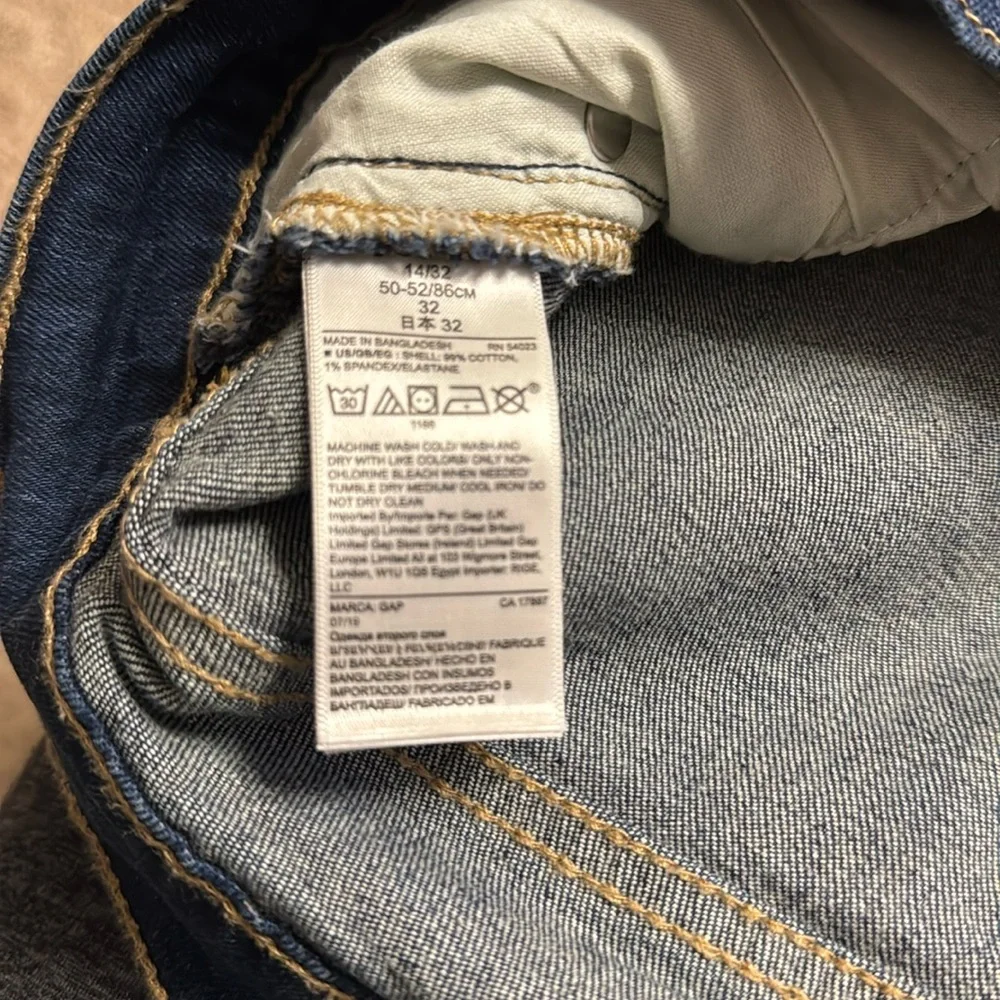 14/32
50-52/86CM
32
日本 32
MADE IN BANGLADESH RN 54023
US/GB/EG : SHELL: 99% COTTON,
1% SPANDEX/ELASTANE
30
®
MACHINE WASH COLD/ WASH AND
DRY WITH LIKE COLORS/ ONLY NON-
CHLORINE BLEACH WHEN NEEDED/
TUMBLE DRY MEDIUM/ COOL IRON/ DO
NOT DRY CLEAN
Imported By/Importe Par: Gap (UK
Holdings) Limited. GPS (Great Britain)
Limited Gap Stores (Ireland) Limited Gap
Europe Limited All at 103 Wigmore Street,
London, W1U 1QS Egypt Importer: RIGE,
LLC
MARCA: GAP CA 17897
07/19
Одежда второго слоя
FABRIQUE
AU BANGLADESH/ HECHO EN
BANGLADESH CON INSUMOS
IMPORTADOS/ ПРОИЗВЕДЕНО В
БАНГЛАДЕШ/ FABRICADO EM